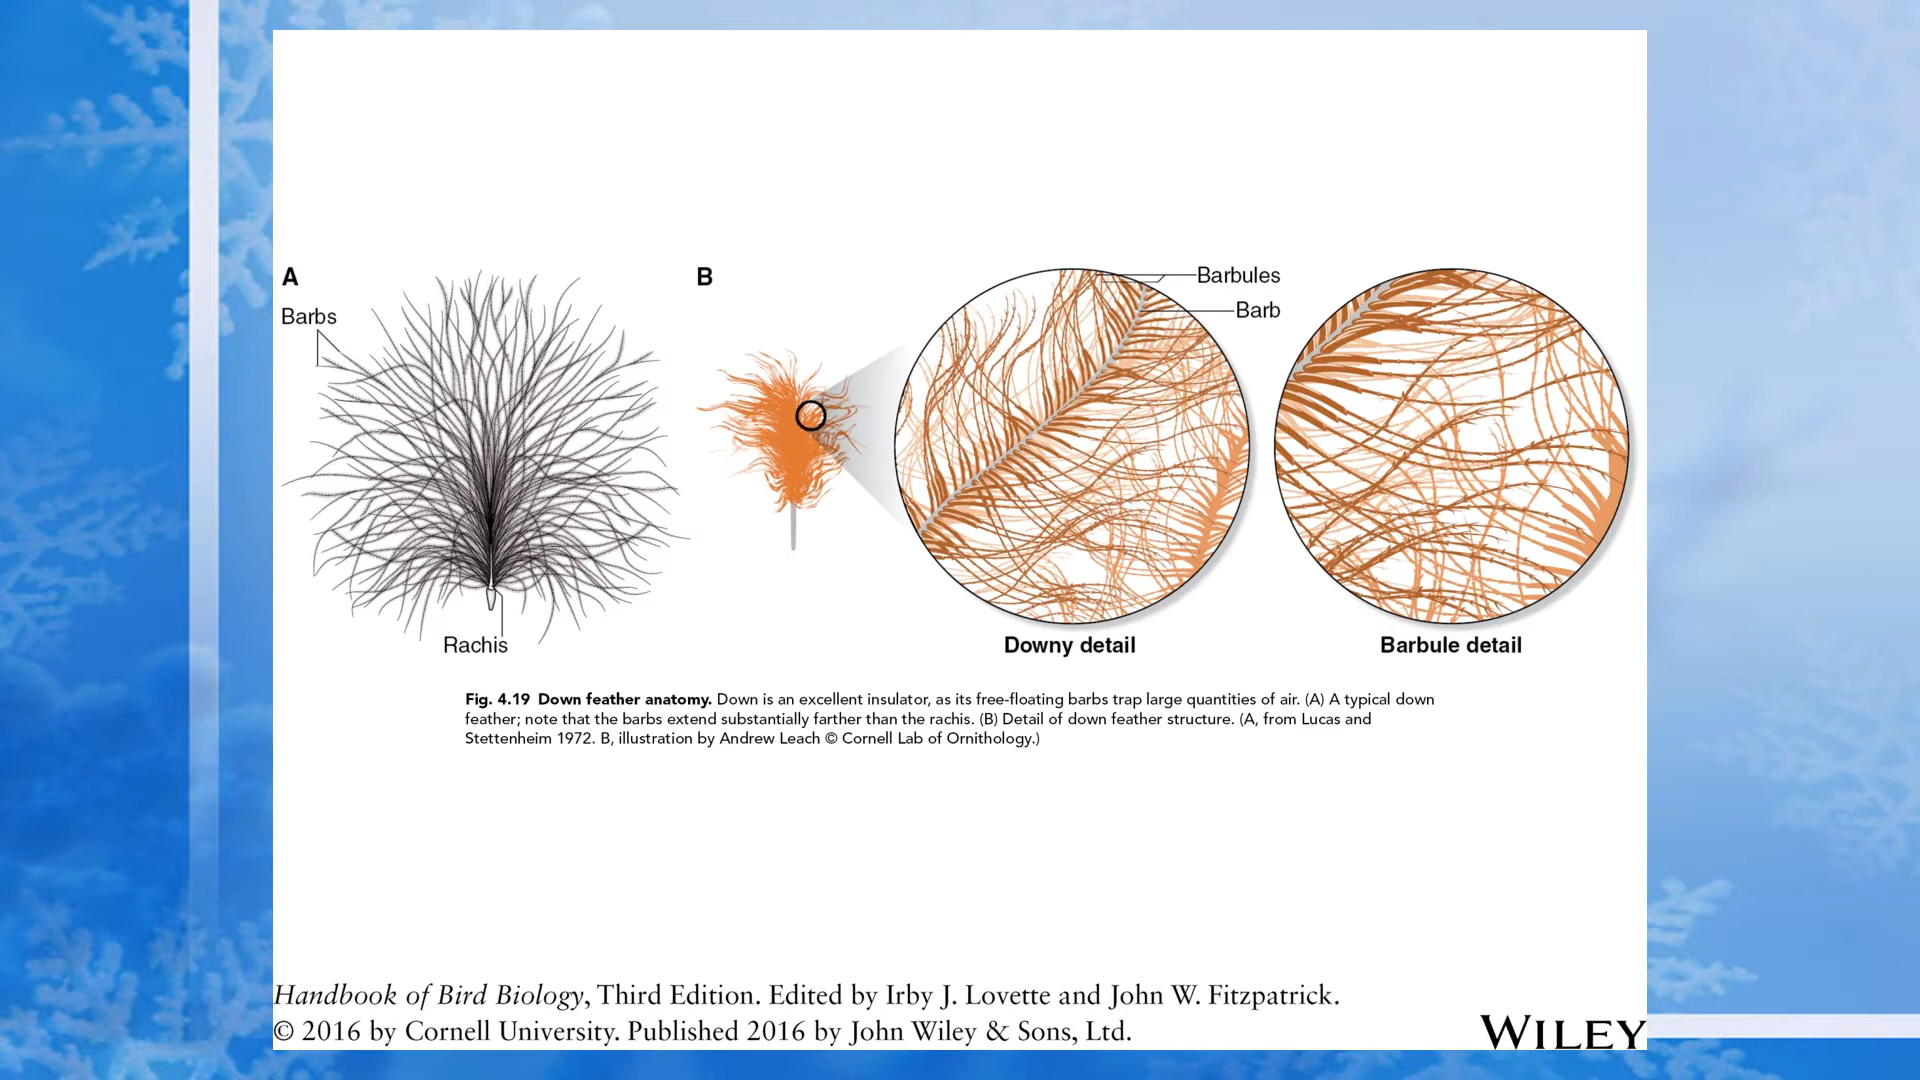 A
B
Barbs
Barbules
Barb
Rachis
Downy detail
Barbule detail
Fig. 4.19 Down feather anatomy. Down is an excellent insulator, as its free-floating barbs trap large quantities of air. (A) A typical down
feather; note that the barbs extend substantially farther than the rachis. (B) Detail of down feather structure. (A, from Lucas and
Stettenheim 1972. B, illustration by Andrew Leach © Cornell Lab of Ornithology.)
Handbook of Bird Biology, Third Edition. Edited by Irby J. Lovette and John W. Fitzpatrick.
© 2016 by Cornell University. Published 2016 by John Wiley & Sons, Ltd.
WILEY